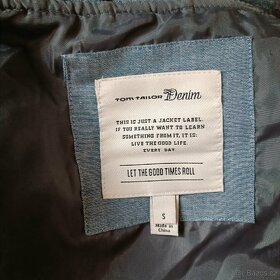 TOM TAILOR Denim
THIS IS JUST A JACKET LABEL.
IF YOU REALLY WANT TO LEARN
SOMETHING FROM IT, IT IS:
LIVE THE GOOD LIFE
EVERY DAY
LET THE GOOD TIMES ROLL
S
Made in
China